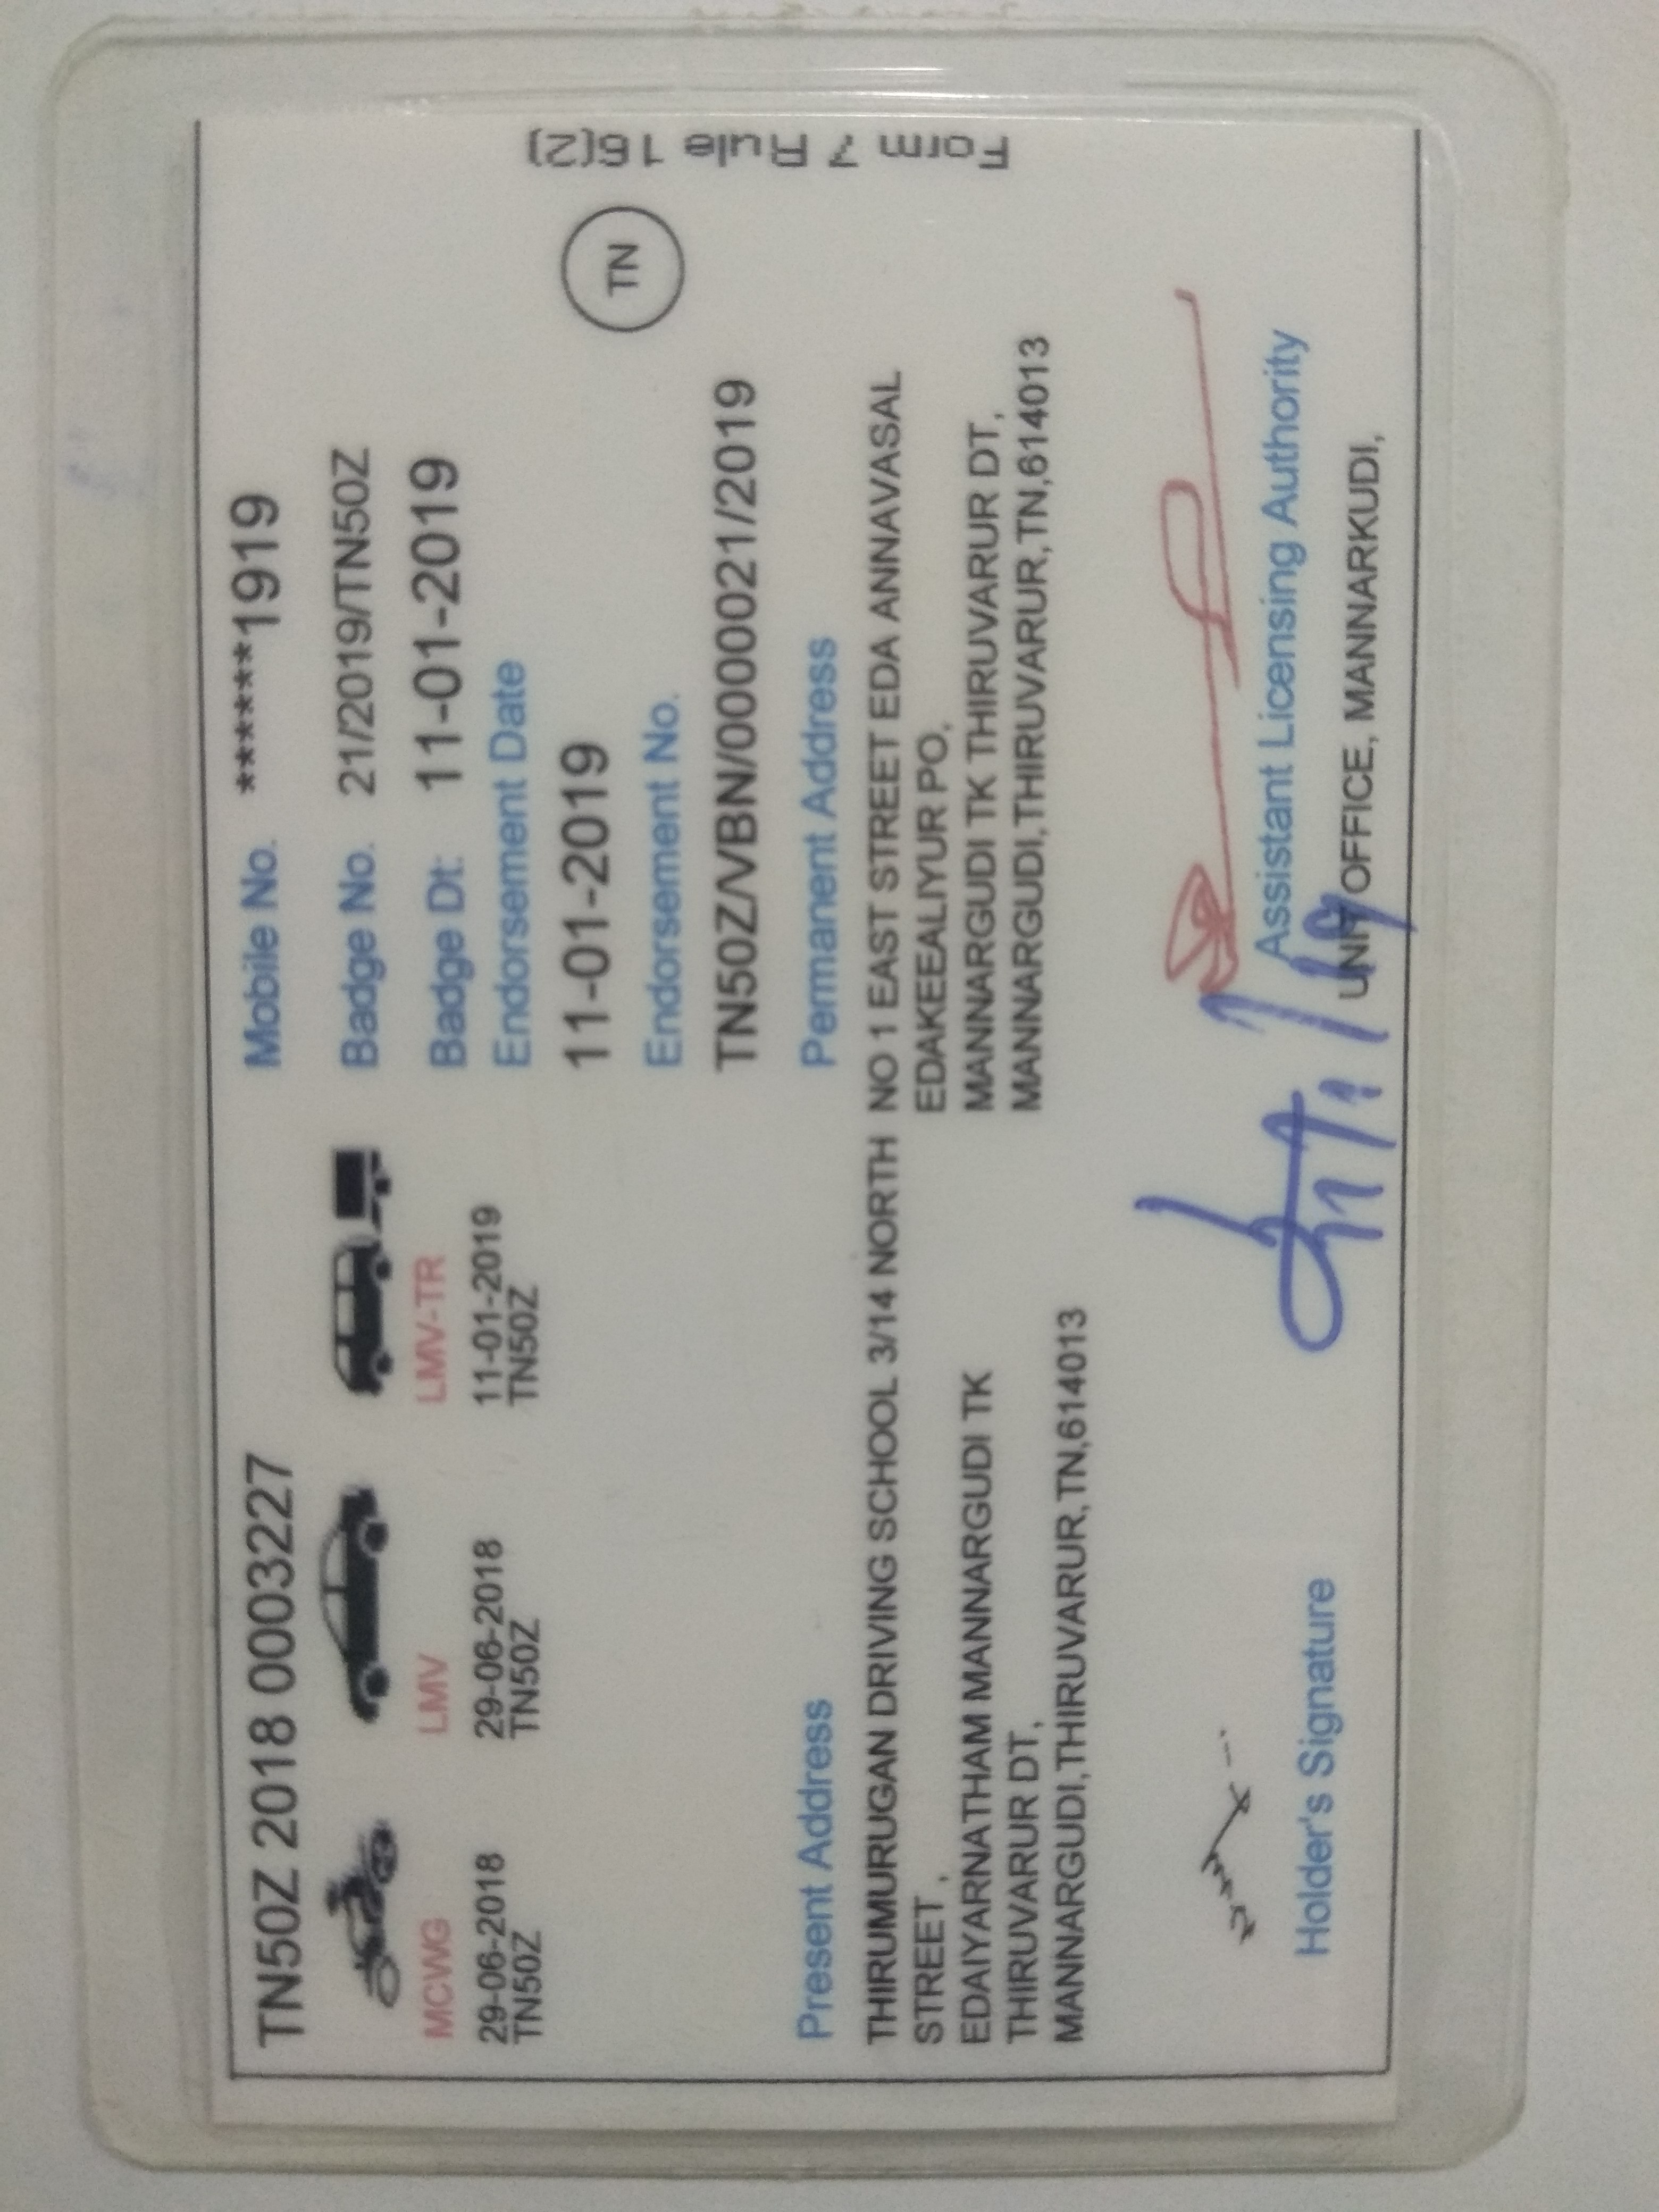 TN50Z 2018 0003227
Mobile No. ******1919
Badge No. 21/2019/TN50Z
Badge Dt: 11-01-2019
MCWG LMV LMV-TR
29-06-2018 29-06-2018 11-01-2019
TN50Z TN50Z TN50Z
Endorsement Date
11-01-2019
Endorsement No.
TN50Z/VBN/0000021/2019
TN
Form 7 Rule 16(2)
Present Address
THIRUMURUGAN DRIVING SCHOOL 3/14 NORTH
STREET ,
EDAIYARNATHAM MANNARGUDI TK
THIRUVARUR DT,
MANNARGUDI,THIRUVARUR,TN,614013
Permanent Address
NO 1 EAST STREET EDA ANNAVASAL
EDAKEEALIYUR PO,
MANNARGUDI TK THIRUVARUR DT,
MANNARGUDI,THIRUVARUR,TN,614013
Holder's Signature
Assistant Licensing Authority
UNIT OFFICE, MANNARKUDI,